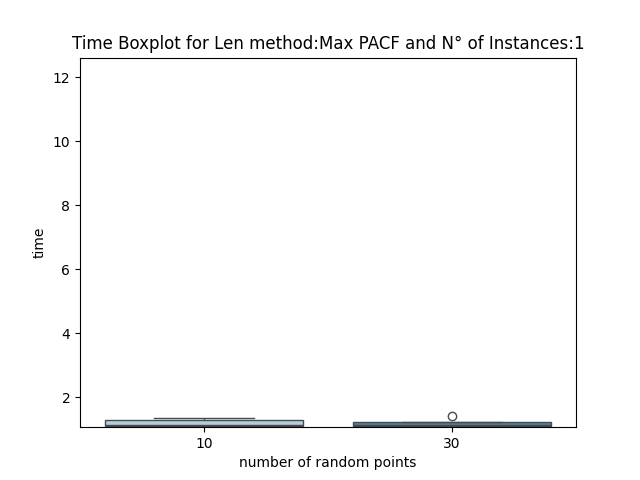 Time Boxplot for Len method:Max PACF and N° of Instances:1
12
10
8
6
4
2
time
10 30
number of random points